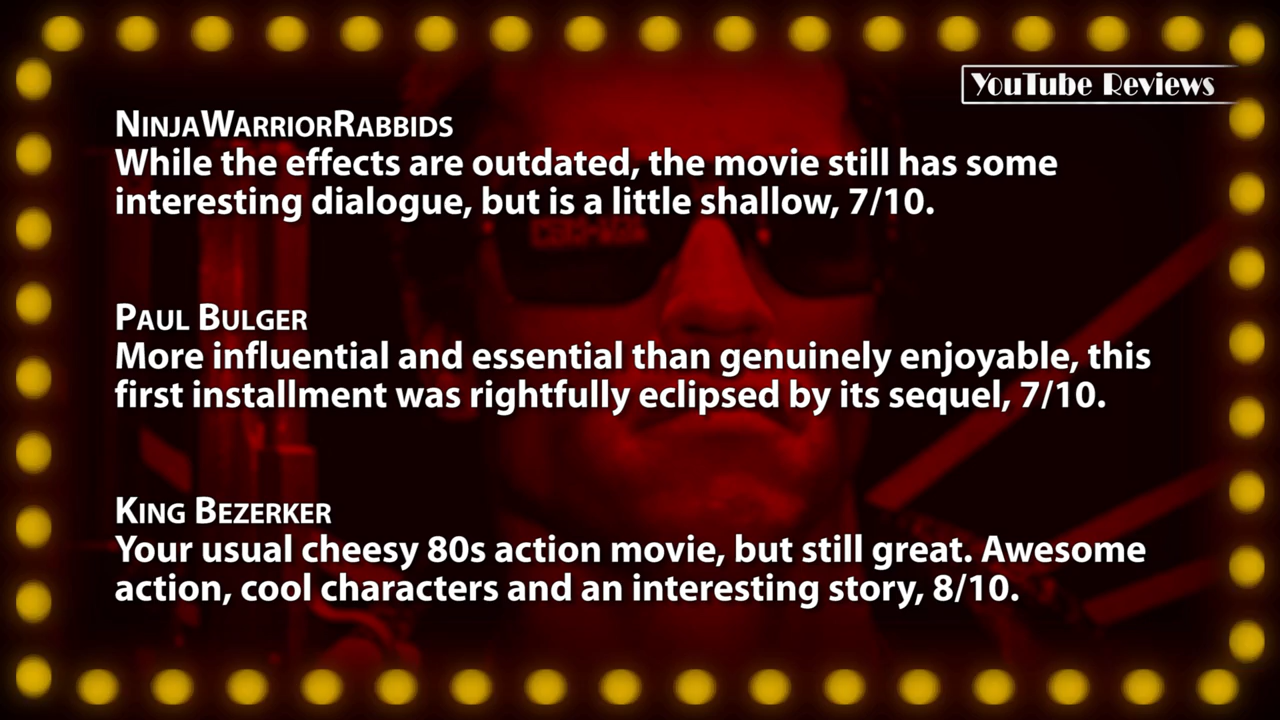 YouTube Reviews
NinjaWarriorRabbids
While the effects are outdated, the movie still has some
interesting dialogue, but is a little shallow, 7/10.
Paul Bulger
More influential and essential than genuinely enjoyable, this
first installment was rightfully eclipsed by its sequel, 7/10.
King Bezerker
Your usual cheesy 80s action movie, but still great. Awesome
action, cool characters and an interesting story, 8/10.